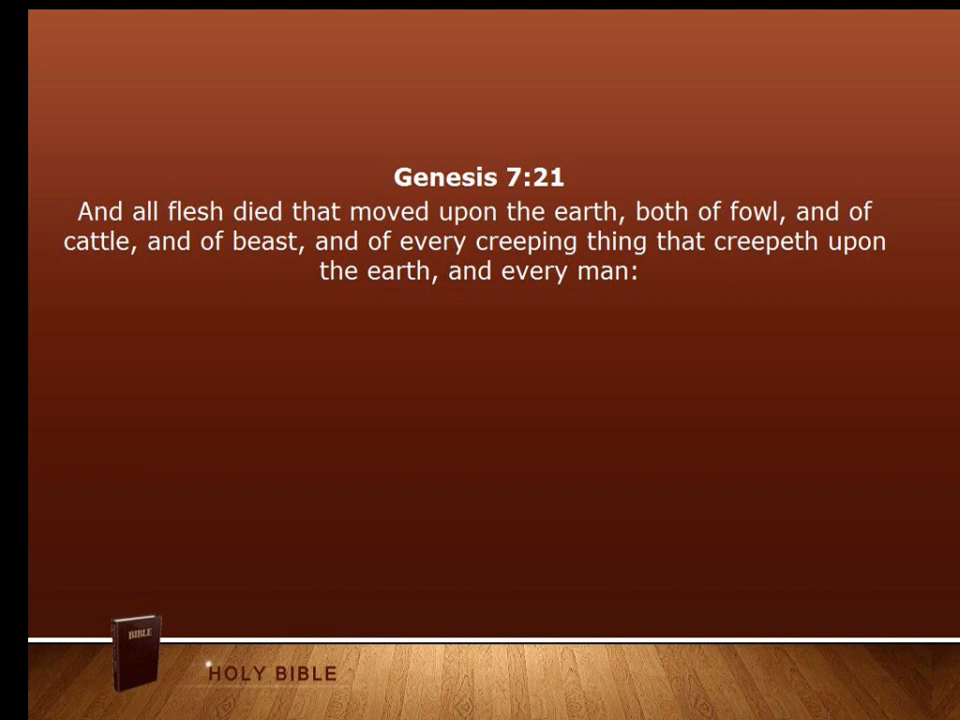 Genesis 7:21
And all flesh died that moved upon the earth, both of fowl, and of
cattle, and of beast, and of every creeping thing that creepeth upon
the earth, and every man:
BIBLE
HOLY BIBLE